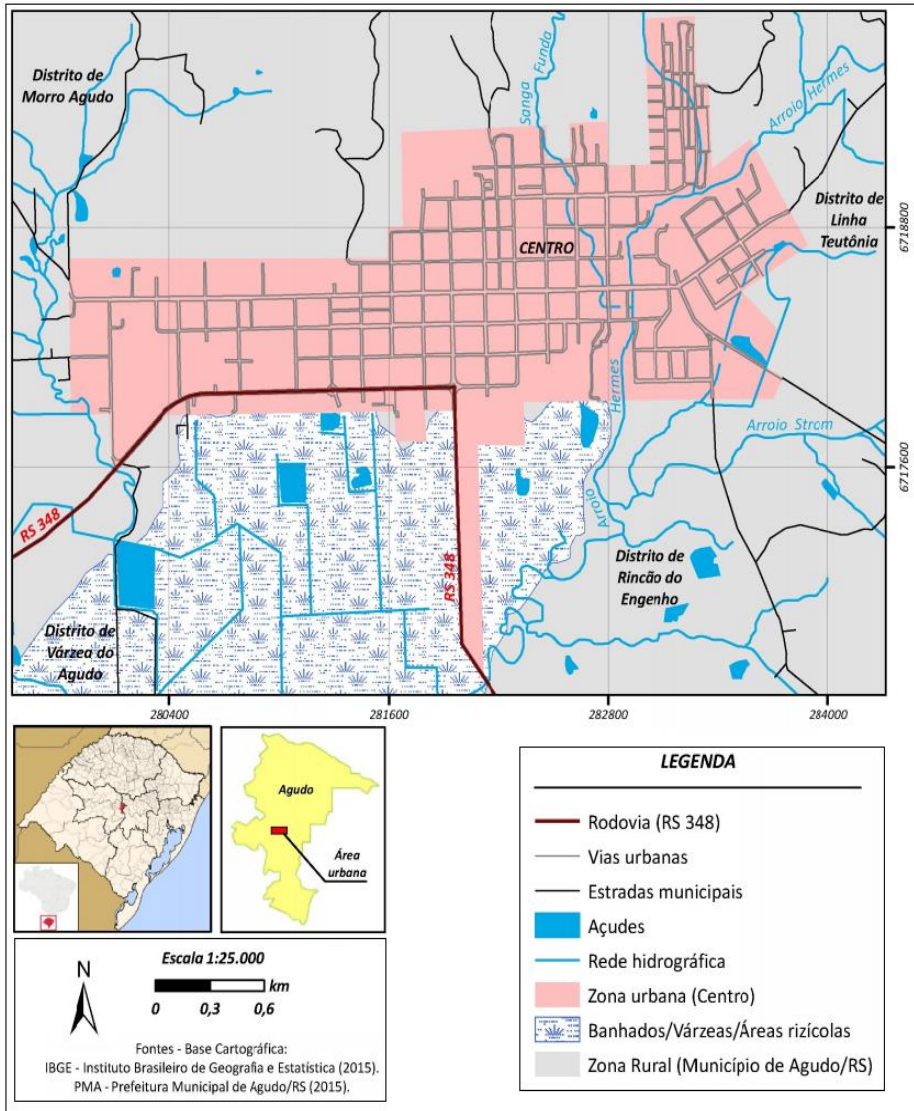 Distrito de
Morro Agudo
Sanga Funda
Arroio Hermes
Distrito de
Linha
Teutônia
CENTRO
6718800
Hermes
Arroio Strom
6717600
RS 348
Arroio
RS 348
Distrito de
Rincão do
Engenho
Distrito de
Várzea do
Agudo
280400
281600
282800
284000
Agudo
Área
urbana
Escala 1:25.000
N
km
0
0,3
0,6
Fontes - Base Cartográfica:
IBGE - Instituto Brasileiro de Geografia e Estatística (2015).
PMA - Prefeitura Municipal de Agudo/RS (2015).
LEGENDA
Rodovia (RS 348)
Vias urbanas
Estradas municipais
Açudes
Rede hidrográfica
Zona urbana (Centro)
Banhados/Várzeas/Áreas rizícolas
Zona Rural (Município de Agudo/RS)